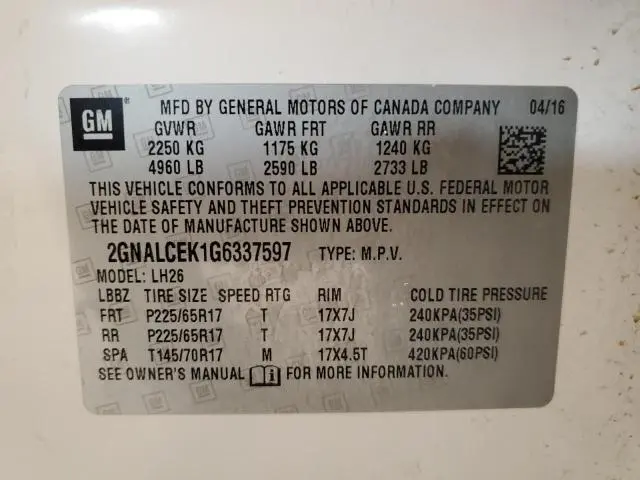 GM
MFD BY GENERAL MOTORS OF CANADA COMPANY 04/16
GVWR GAWR FRT GAWR RR
2250 KG 1175 KG 1240 KG
4960 LB 2590 LB 2733 LB
THIS VEHICLE CONFORMS TO ALL APPLICABLE U.S. FEDERAL MOTOR
VEHICLE SAFETY AND THEFT PREVENTION STANDARDS IN EFFECT ON
THE DATE OF MANUFACTURE SHOWN ABOVE.
2GNALCEK1G6337597 TYPE: M.P.V.
MODEL: LH26
LBBZ TIRE SIZE SPEED RTG RIM COLD TIRE PRESSURE
FRT P225/65R17 T 17X7J 240KPA(35PSI)
RR P225/65R17 T 17X7J 240KPA(35PSI)
SPA T145/70R17 M 17X4.5T 420KPA(60PSI)
SEE OWNER'S MANUAL FOR MORE INFORMATION.